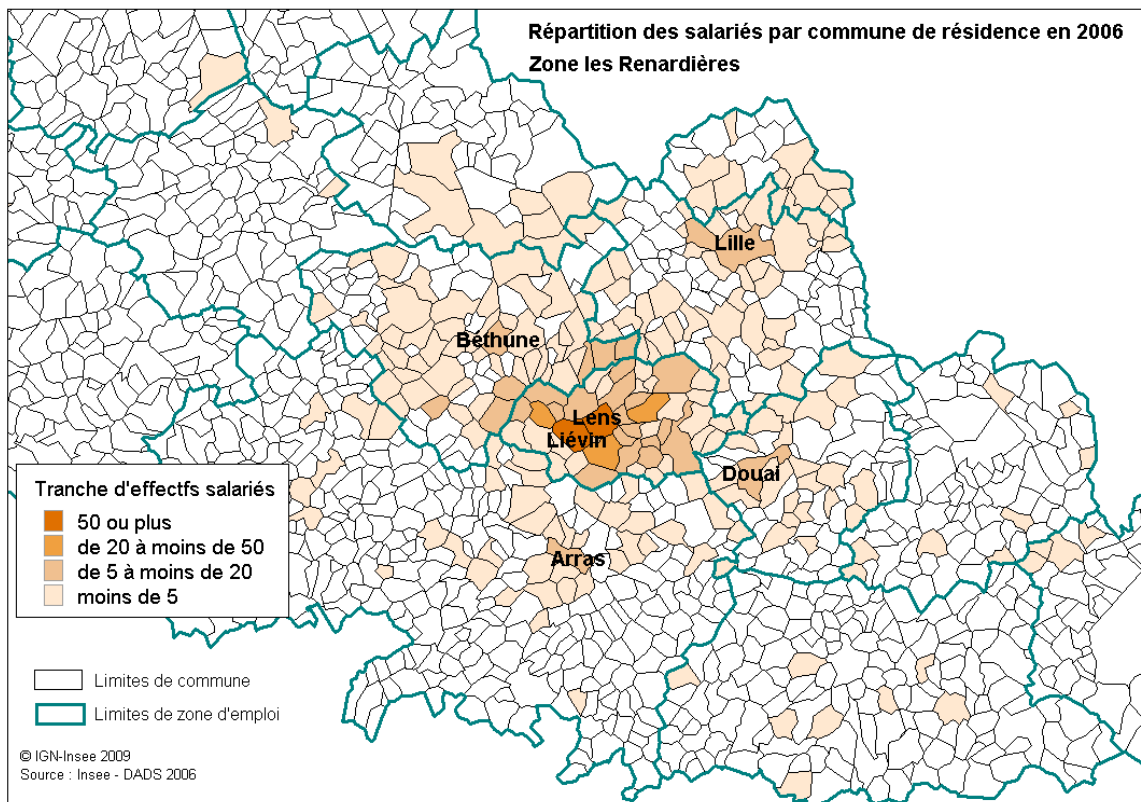 Répartition des salariés par commune de résidence en 2006
Zone les Renardières
Lille
Béthune
Lens
Liévin
Douai
Arras
Tranche d'effectfs salariés
50 ou plus
de 20 à moins de 50
de 5 à moins de 20
moins de 5
Limites de commune
Limites de zone d'emploi
© IGN-Insee 2009
Source : Insee - DADS 2006